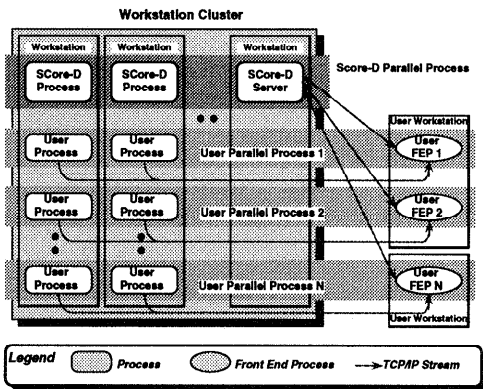 Workstation Cluster
Workstation
Workstation
Workstation
SCore-D
Process
SCore-D
Process
SCore-D
Server
Score-D Parallel Process
User Workstation
User
Process
User
Process
User Parallel Process 1
User
FEP 1
User
Process
User
Process
User Parallel Process 2
User
FEP 2
User
Process
User
Process
User Parallel Process N
User
FEP N
User Workstation
Legend
Process
Front End Process
TCP/IP Stream